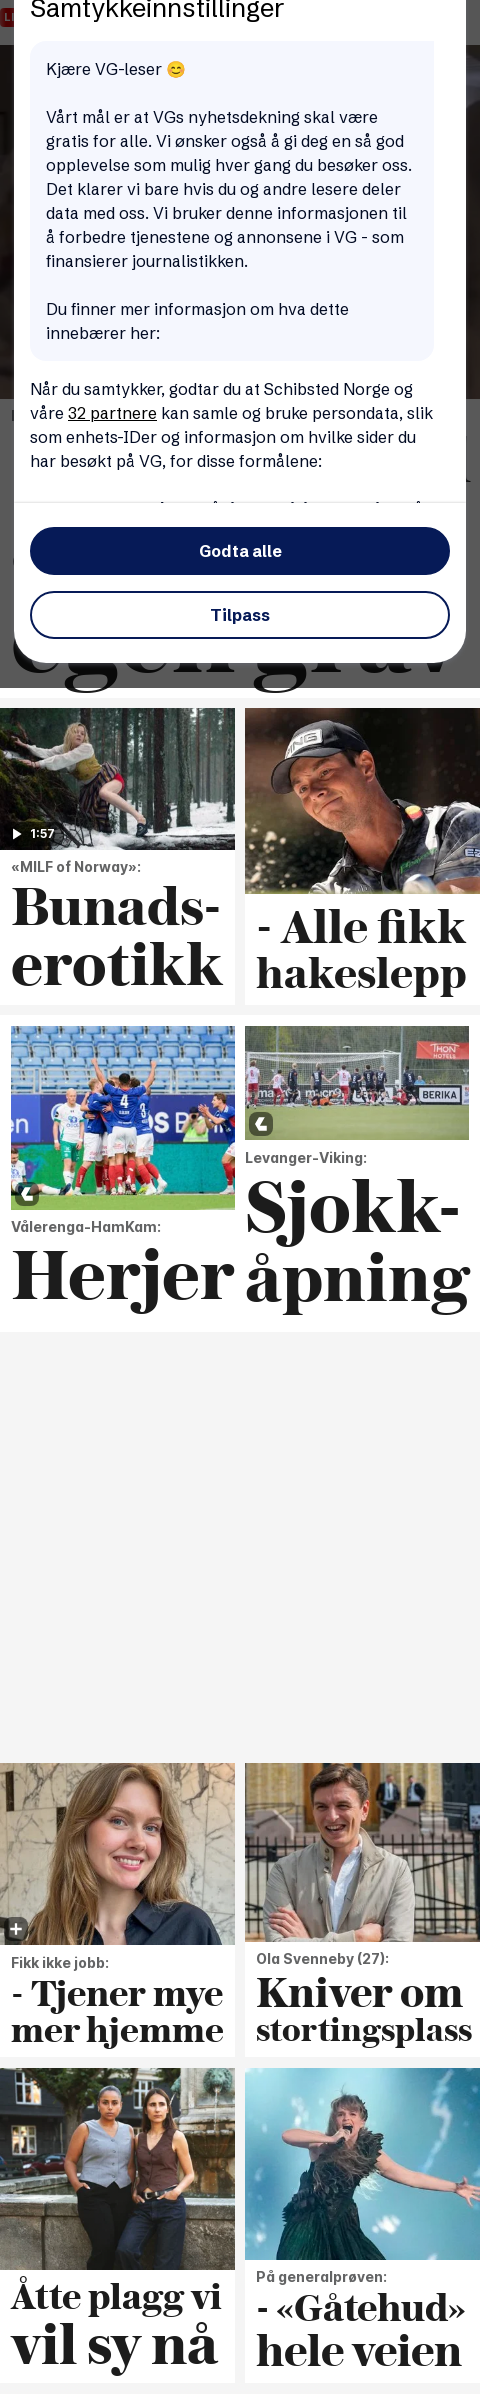 Samtykkeinnstillinger
Kjære VG-leser 😊
Vårt mål er at VGs nyhetsdekning skal være
gratis for alle. Vi ønsker også å gi deg en så god
opplevelse som mulig hver gang du besøker oss.
Det klarer vi bare hvis du og andre lesere deler
data med oss. Vi bruker denne informasjonen til
å forbedre tjenestene og annonsene i VG - som
finansierer journalistikken.
Du finner mer informasjon om hva dette
innebærer her:
Når du samtykker, godtar du at Schibsted Norge og
våre 32 partnere kan samle og bruke persondata, slik
som enhets-IDer og informasjon om hvilke sider du
har besøkt på VG, for disse formålene:
Godta alle
Tilpass
egen grav
1:57
«MILF of Norway»:
Bunads-
erotikk
PING
- Alle fikk
hakeslepp
Vålerenga-HamKam:
Herjer
THON
HOTELS
BERIKA
Levanger-Viking:
Sjokk-
åpning
Fikk ikke jobb:
- Tjener mye
mer hjemme
Ola Svenneby (27):
Kniver om
stortingsplass
Åtte plagg vi
vil sy nå
På generalprøven:
- «Gåtehud»
hele veien